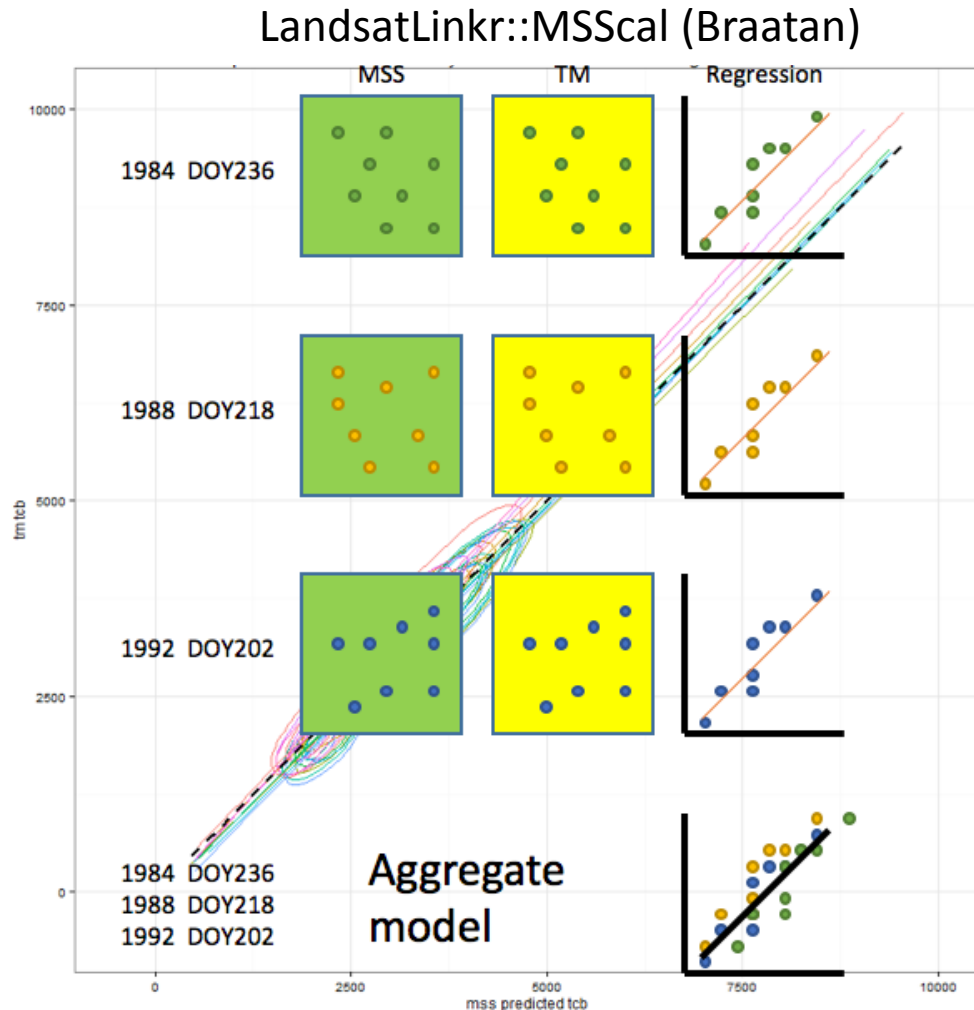 LandsatLinkr::MSScal (Braatan)
MSS TM Regression
10000
1984 DOY236
7500
1988 DOY218
5000
tm tcb
1992 DOY202
2500
1984 DOY236
1988 DOY218
1992 DOY202
Aggregate
model
0
0 2500 5000 7500 10000
mss predicted tcb